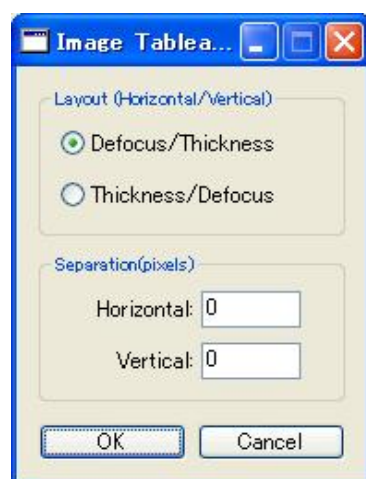 Image Tablea...
Layout (Horizontal/Vertical)
Defocus/Thickness
Thickness/Defocus
Separation(pixels)
Horizontal: 0
Vertical: 0
OK Cancel